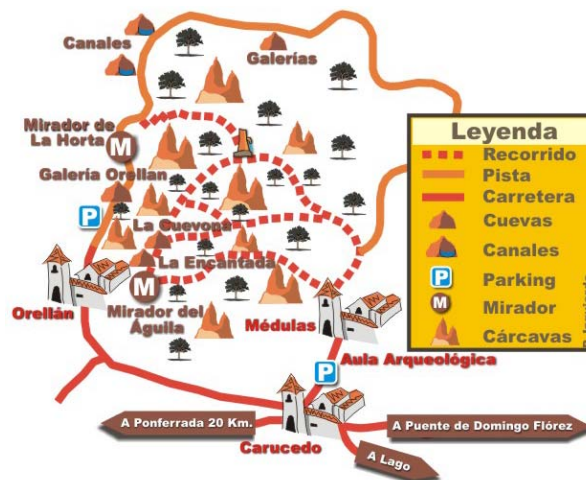 Canales
Galerías
Mirador de
La Horta
M
Galería Orellan
P
La Cuevona
La Encantada
M
Mirador del
Águila
Orellán
Médulas
Aula Arqueológica
P
Carucedo
A Ponferrada 20 Km.
A Puente de Domingo Flórez
A Lago
Leyenda
Recorrido
Pista
Carretera
Cuevas
Canales
P Parking
M Mirador
Cárcavas